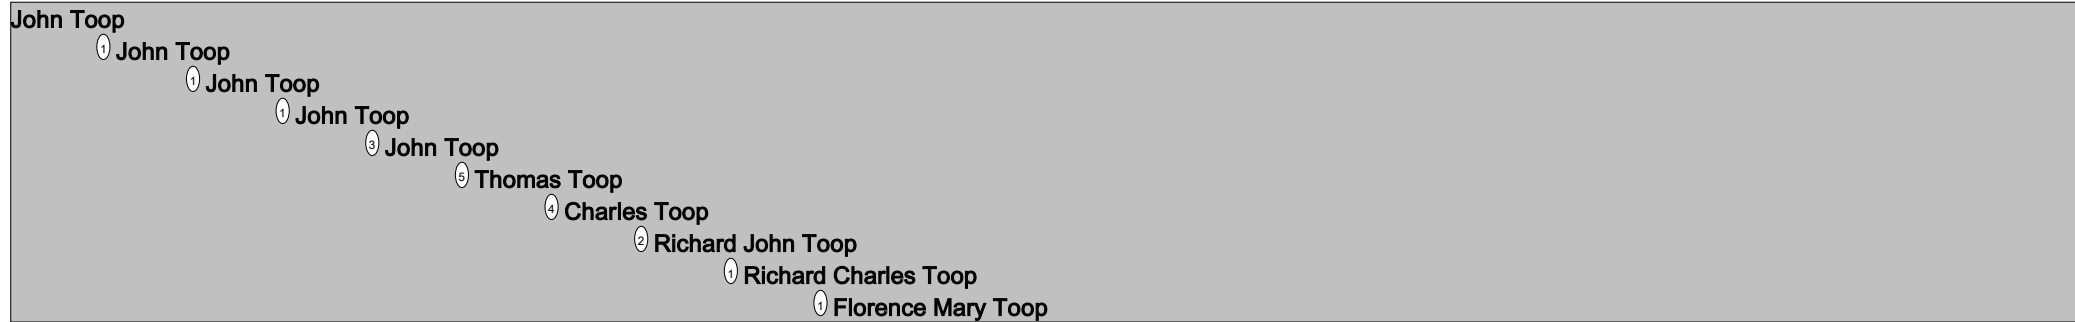 John Toop
1 John Toop
1 John Toop
1 John Toop
3 John Toop
5 Thomas Toop
4 Charles Toop
2 Richard John Toop
1 Richard Charles Toop
1 Florence Mary Toop